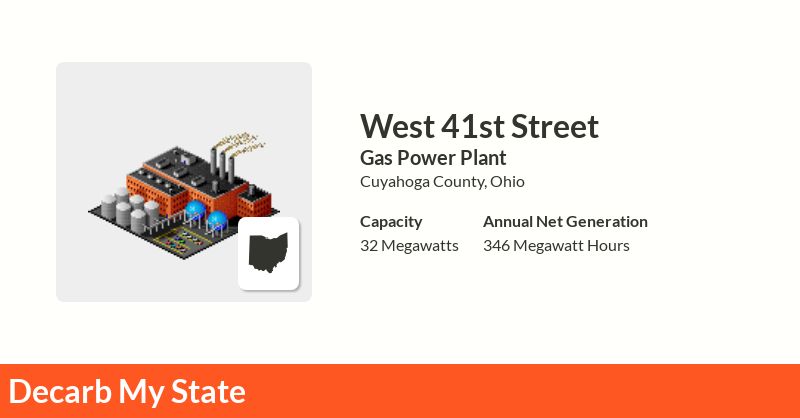 West 41st Street
Gas Power Plant
Cuyahoga County, Ohio
Capacity
32 Megawatts
Annual Net Generation
346 Megawatt Hours
Decarb My State